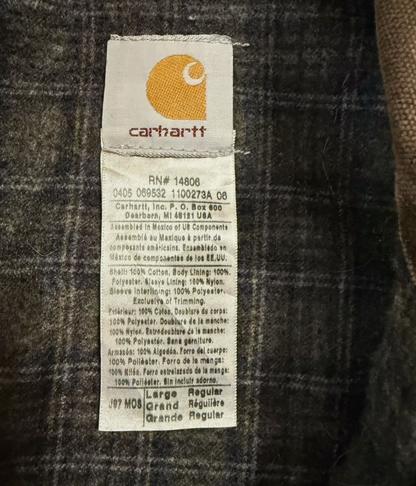 carhartt
RN# 14806
0405 069532 1100273A 06
Carhartt, Inc. P. O. Box 600
Dearborn, MI 48121 USA
Assembled in Mexico of US Components
Assemblé au Mexique à partir de
composants américains. Ensamblado en
México de componentes de los EE.UU.
Shell: 100% Cotton, Body Lining: 100%
Polyester. Sleeve Lining: 100% Nylon.
Sleeve Interlining: 100% Polyester.
Exclusive of Trimming.
Extérieur: 100% Coton. Doublure du corps:
100% Polyester. Doublure de la manche:
100% Nylon. Entredoublure de la manche:
100% Polyester. Sans garniture.
Armazón: 100% Algodón. Forro del cuerpo:
100% Poliéster. Forro de la manga:
100% Nilón. Forro entrelazado de la manga:
100% Poliéster. Sin incluir adorno.
J97 MOS
Large Regular
Grand Régulière
Grande Regular